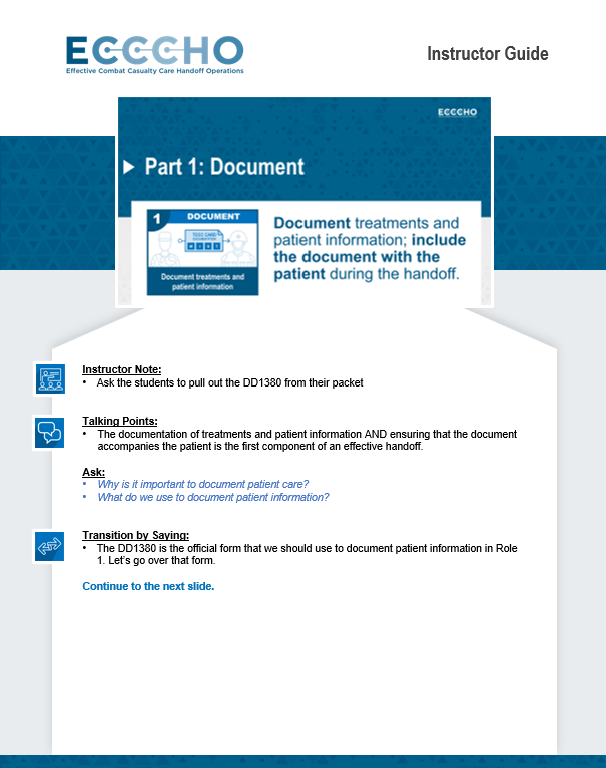 ECCCHO
Effective Combat Casualty Care Handoff Operations
Instructor Guide
ECCCHO
Part 1: Document
1 DOCUMENT
TCCC CARD
Document treatments and
patient information
Document treatments and
patient information; include
the document with the
patient during the handoff.
Instructor Note:
• Ask the students to pull out the DD1380 from their packet
Talking Points:
• The documentation of treatments and patient information AND ensuring that the document
accompanies the patient is the first component of an effective handoff.
Ask:
• Why is it important to document patient care?
• What do we use to document patient information?
Transition by Saying:
• The DD1380 is the official form that we should use to document patient information in Role
1. Let's go over that form.
Continue to the next slide.